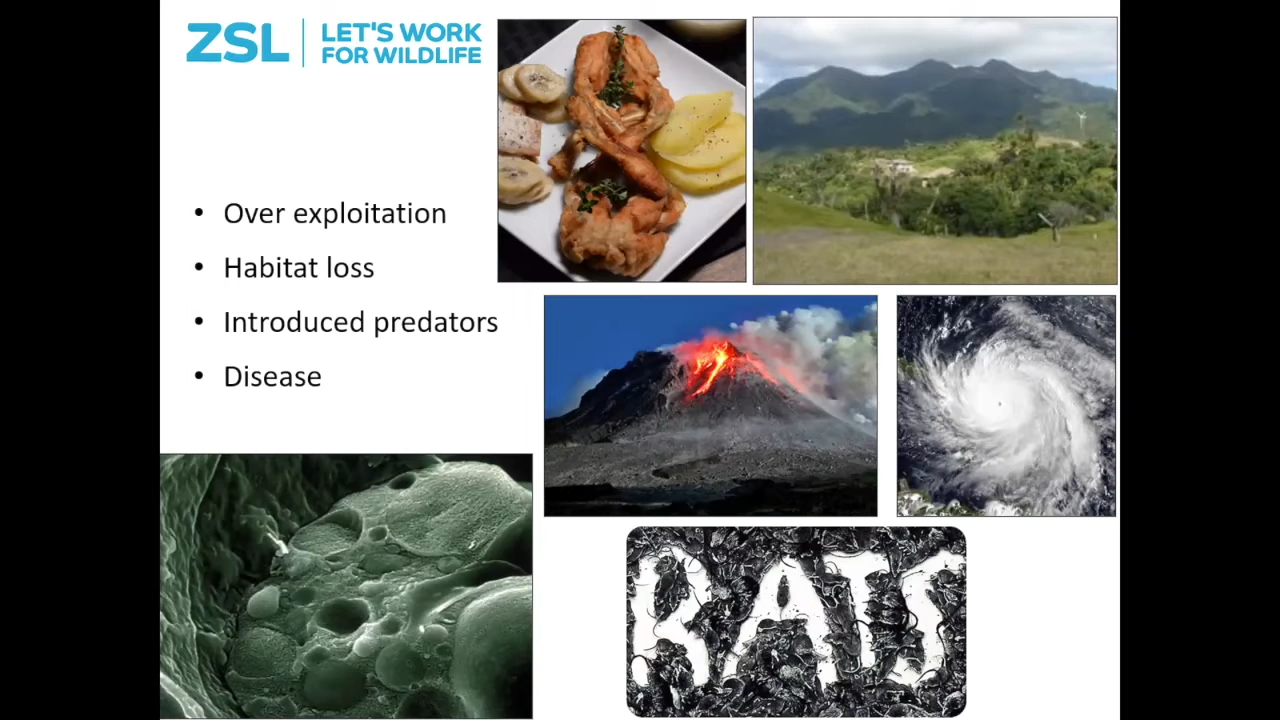 ZSL
LET'S WORK
FOR WILDLIFE
• Over exploitation
• Habitat loss
• Introduced predators
• Disease
RATS